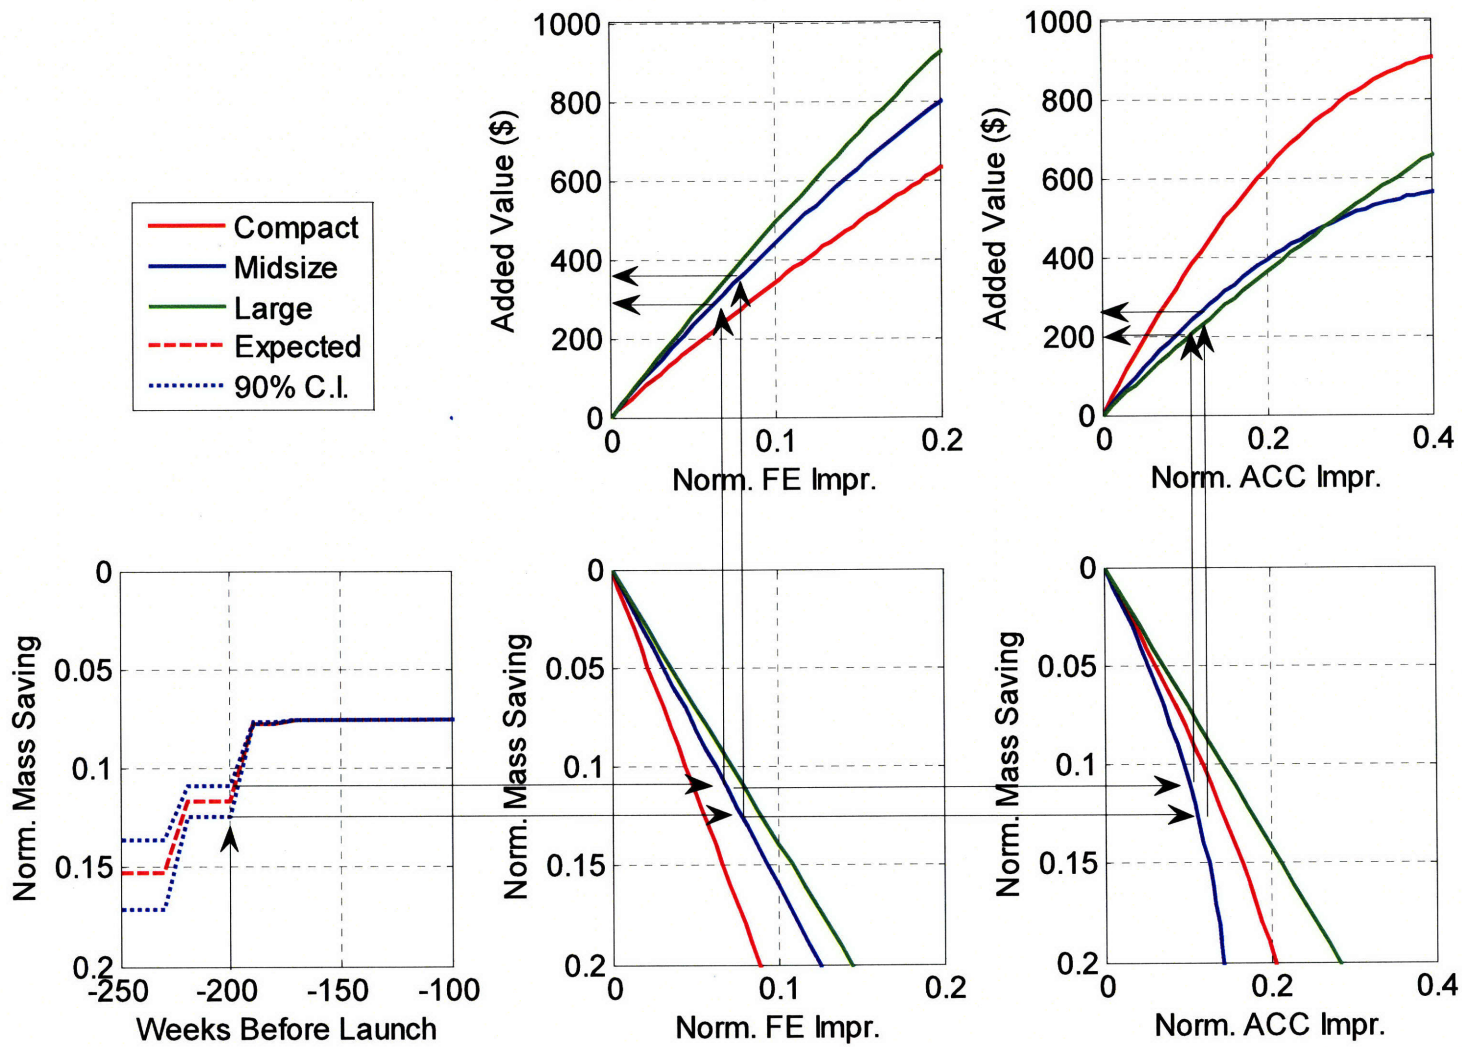 1000
800
600
400
200
0
Added Value ($)
0 0.1 0.2
Norm. FE Impr.
1000
800
600
400
200
0
Added Value ($)
0 0.2 0.4
Norm. ACC Impr.
Compact
Midsize
Large
Expected
90% C.I.
0
0.05
0.1
0.15
0.2
Norm. Mass Saving
-250 -200 -150 -100
Weeks Before Launch
0
0.05
0.1
0.15
0.2
Norm. Mass Saving
0 0.1 0.2
Norm. FE Impr.
0
0.05
0.1
0.15
0.2
Norm. Mass Saving
0 0.2 0.4
Norm. ACC Impr.